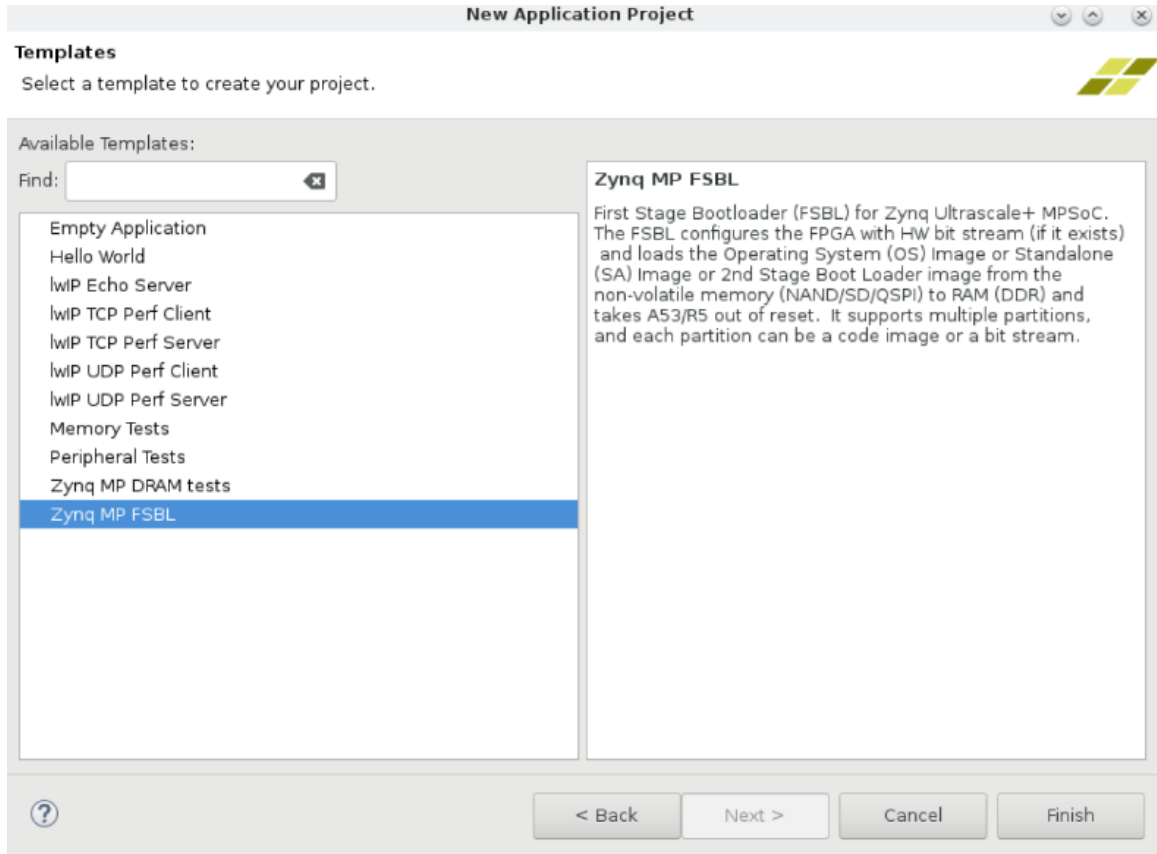 New Application Project
Templates
Select a template to create your project.
Available Templates:
Find:
Empty Application
Hello World
lwIP Echo Server
lwIP TCP Perf Client
lwIP TCP Perf Server
lwIP UDP Perf Client
lwIP UDP Perf Server
Memory Tests
Peripheral Tests
Zynq MP DRAM tests
Zynq MP FSBL
Zynq MP FSBL
First Stage Bootloader (FSBL) for Zynq Ultrascale+ MPSoC.
The FSBL configures the FPGA with HW bit stream (if it exists)
and loads the Operating System (OS) Image or Standalone
(SA) Image or 2nd Stage Boot Loader image from the
non-volatile memory (NAND/SD/QSPI) to RAM (DDR) and
takes A53/R5 out of reset. It supports multiple partitions,
and each partition can be a code image or a bit stream.
?
< Back
Next >
Cancel
Finish